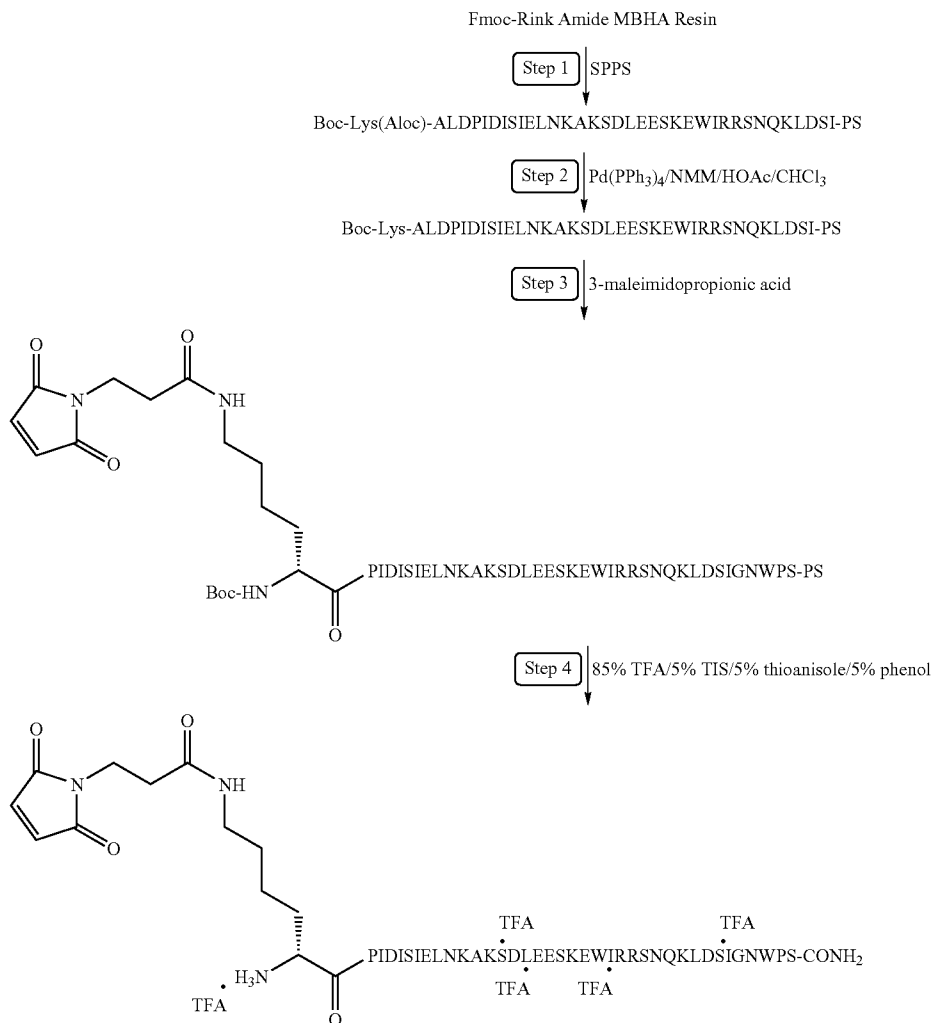 Fmoc-Rink Amide MBHA Resin
Step 1 SPPS
Boc-Lys(Aloc)-ALDPIDISIELNKAKSDLEESKEWIRRSNQKLDSI-PS
Step 2 Pd(PPh3)4/NMM/HOAc/CHCl3
Boc-Lys-ALDPIDISIELNKAKSDLEESKEWIRRSNQKLDSI-PS
Step 3 3-maleimidopropionic acid
O
O
N
NH
O
Boc-HN
PIDISIELNKAKSDLEESKEWIRRSNQKLDSIGNWPS-PS
O
Step 4 85% TFA/5% TIS/5% thioanisole/5% phenol
O
O
N
NH
O
TFA
TFA
H3N
PIDISIELNKAKSDLEESKEWIRRSNQKLDSIGNWPS-CONH2
TFA
TFA
TFA
O